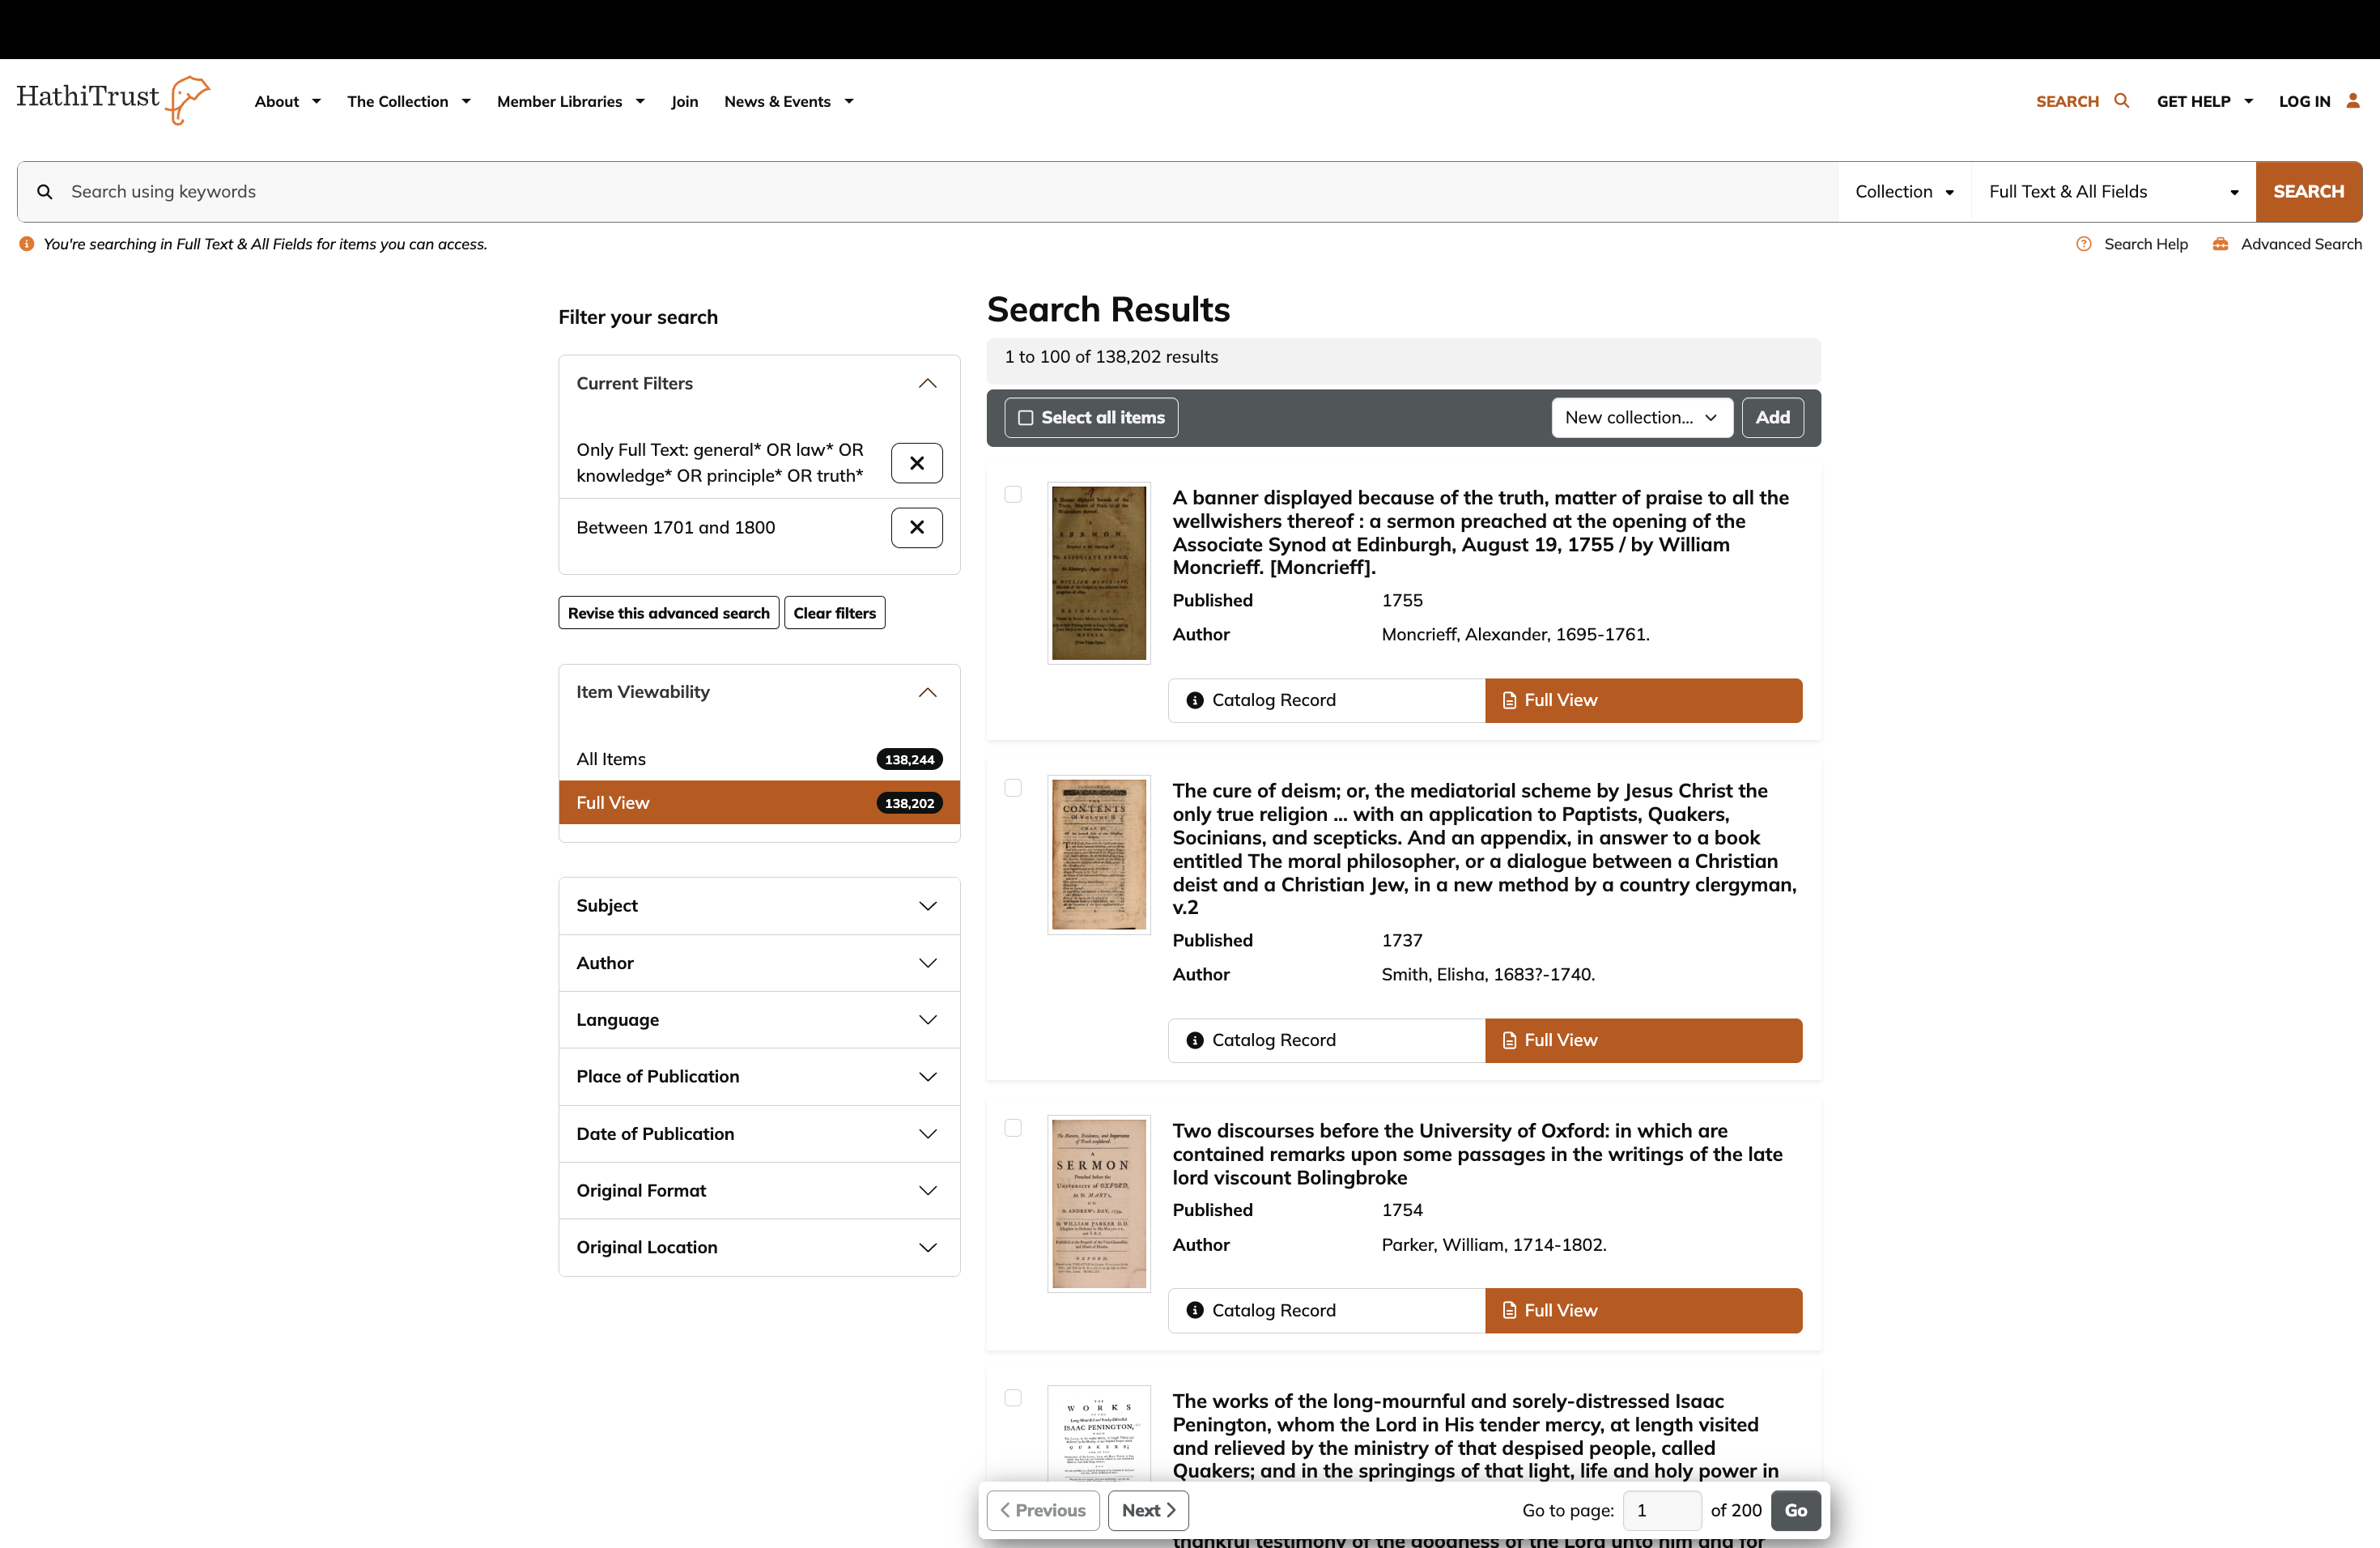 HathiTrust
About
The Collection
Member Libraries
Join
News & Events
SEARCH
GET HELP
LOG IN
Search using keywords
Collection
Full Text & All Fields
SEARCH
You're searching in Full Text & All Fields for items you can access.
Search Help
Advanced Search
Filter your search
Current Filters
Only Full Text: general* OR law* OR
knowledge* OR principle* OR truth*
Between 1701 and 1800
Revise this advanced search
Clear filters
Item Viewability
All Items 138,244
Full View 138,202
Subject
Author
Language
Place of Publication
Date of Publication
Original Format
Original Location
Search Results
1 to 100 of 138,202 results
Select all items
New collection...
Add
A banner displayed because of the truth, matter of praise to all the
wellwishers thereof : a sermon preached at the opening of the
Associate Synod at Edinburgh, August 19, 1755 / by William
Moncrieff. [Moncrieff].
Published 1755
Author Moncrieff, Alexander, 1695-1761.
Catalog Record
Full View
CONTENTS
The cure of deism; or, the mediatorial scheme by Jesus Christ the
only true religion ... with an application to Paptists, Quakers,
Socinians, and scepticks. And an appendix, in answer to a book
entitled The moral philosopher, or a dialogue between a Christian
deist and a Christian Jew, in a new method by a country clergyman,
v.2
Published 1737
Author Smith, Elisha, 1683?-1740.
Catalog Record
Full View
A
SERMON
Preached before the
UNIVERSITY of OXFORD,
Two discourses before the University of Oxford: in which are
contained remarks upon some passages in the writings of the late
lord viscount Bolingbroke
Published 1754
Author Parker, William, 1714-1802.
Catalog Record
Full View
WORKS
ISAAC PENINGTON,
QUAKERS;
The works of the long-mournful and sorely-distressed Isaac
Penington, whom the Lord in His tender mercy, at length visited
and relieved by the ministry of that despised people, called
Quakers; and in the springings of that light, life and holy power in
thankful testimony of the goodness of the Lord unto him and for
Previous
Next
Go to page: 1 of 200
Go